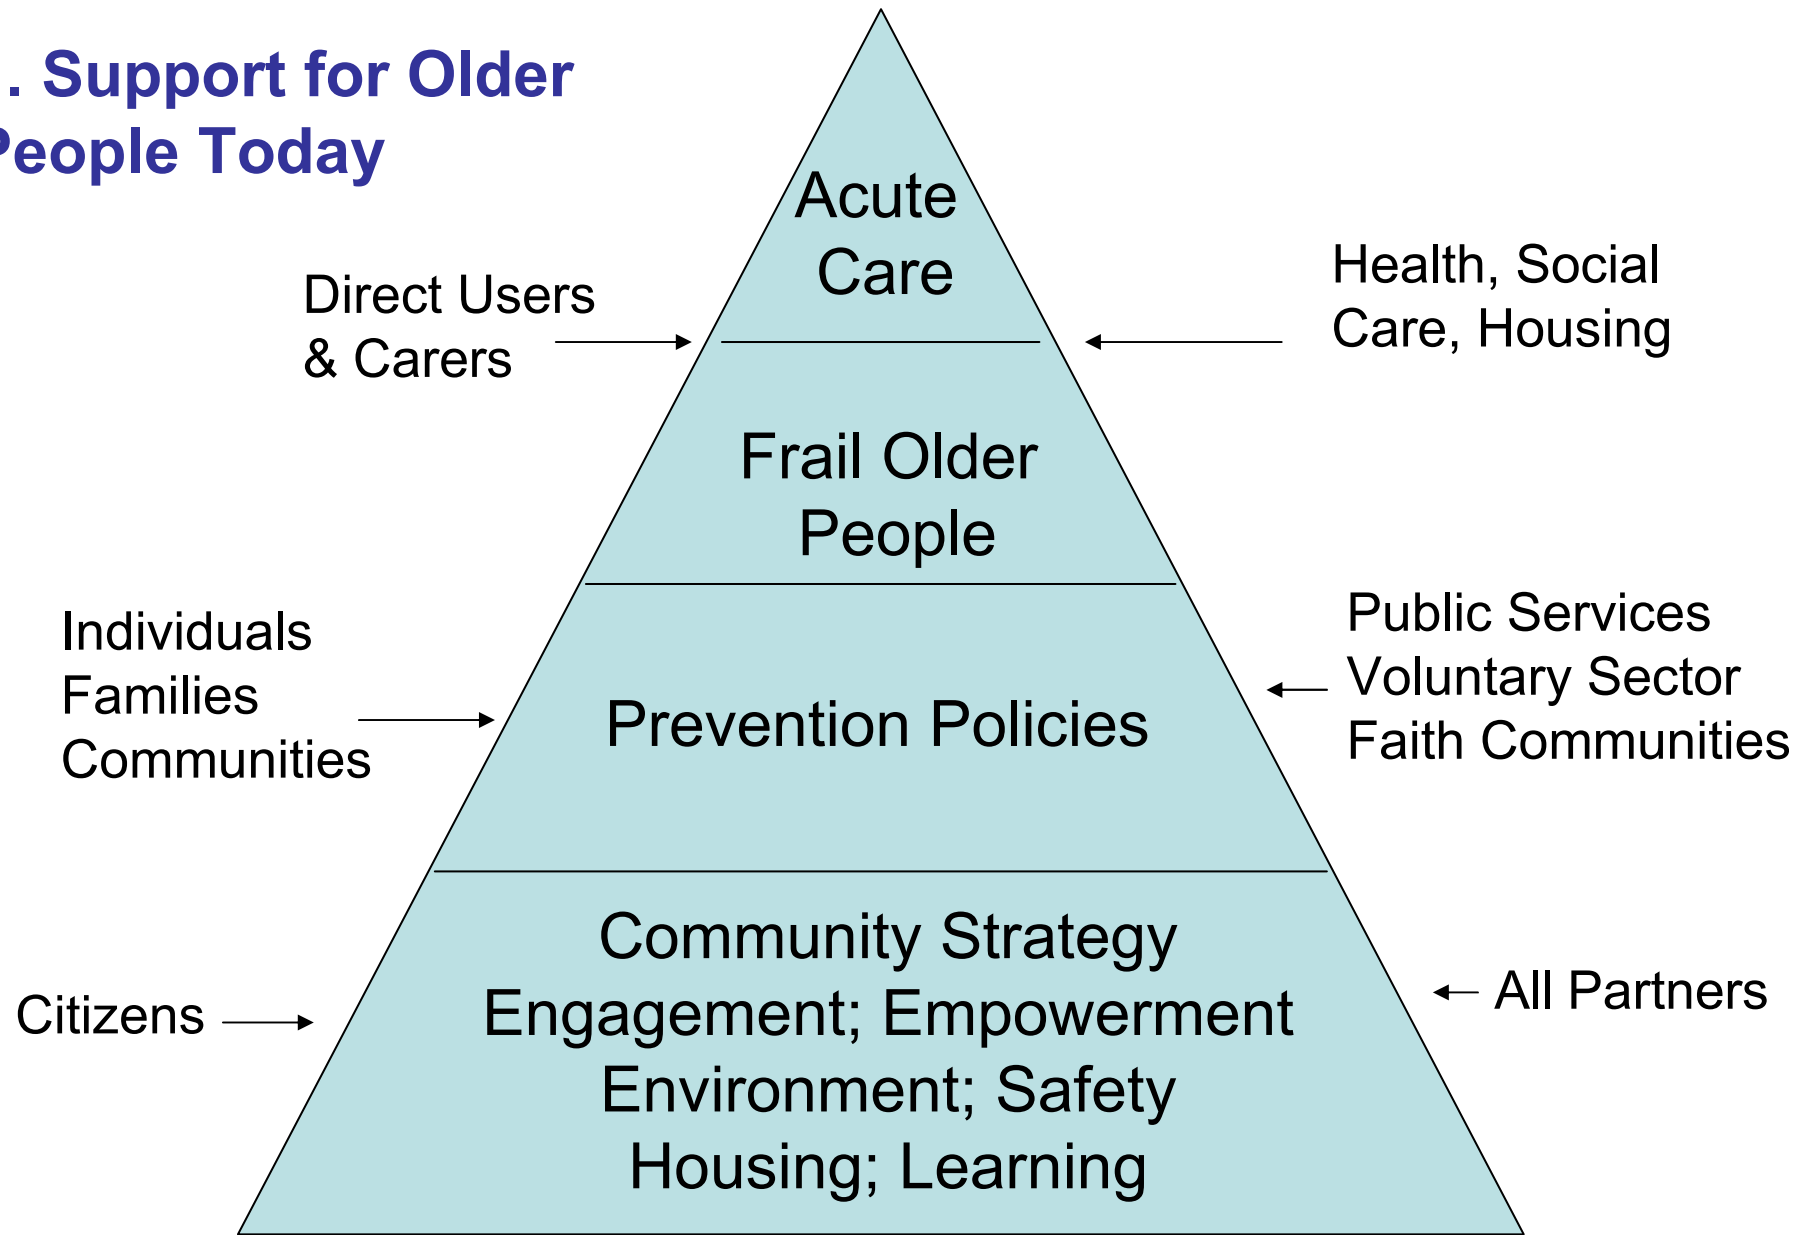 . Support for Older
People Today
Acute
Care
Direct Users
& Carers
Health, Social
Care, Housing
Frail Older
People
Individuals
Families
Communities
Prevention Policies
Public Services
Voluntary Sector
Faith Communities
Community Strategy
Engagement; Empowerment
Environment; Safety
Housing; Learning
Citizens
All Partners